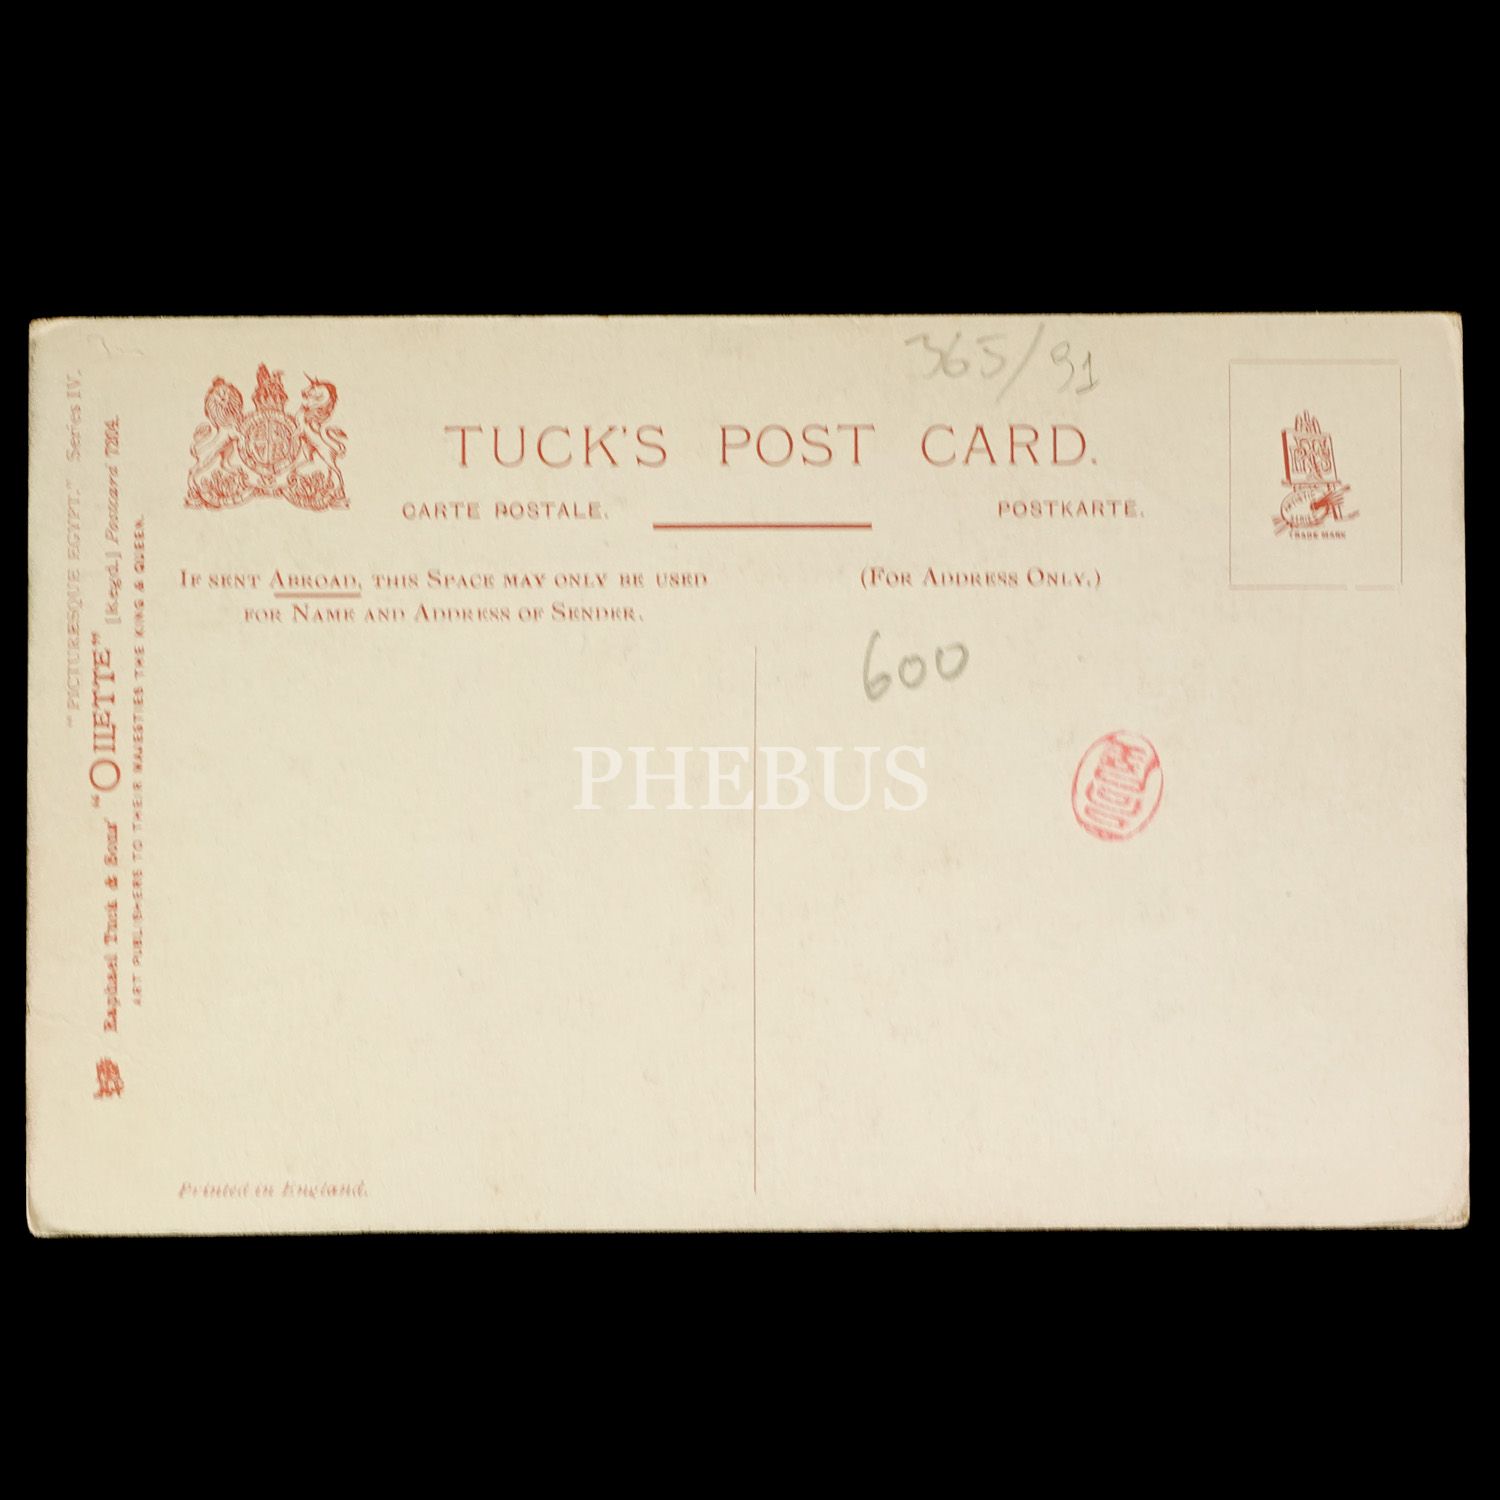 365/91
TUCK'S POST CARD.
CARTE POSTALE.
POSTKARTE.
IF SENT ABROAD, THIS SPACE MAY ONLY BE USED
FOR NAME AND ADDRESS OF SENDER.
(FOR ADDRESS ONLY.)
600
TRADE MARK
"PICTURESQUE EGYPT." Series IV.
Raphael Tuck & Sons' "OILETTE" [Regd.] Postcard 7204.
ART PUBLISHERS TO THEIR MAJESTIES THE KING & QUEEN.
Printed in England.
PHEBUS